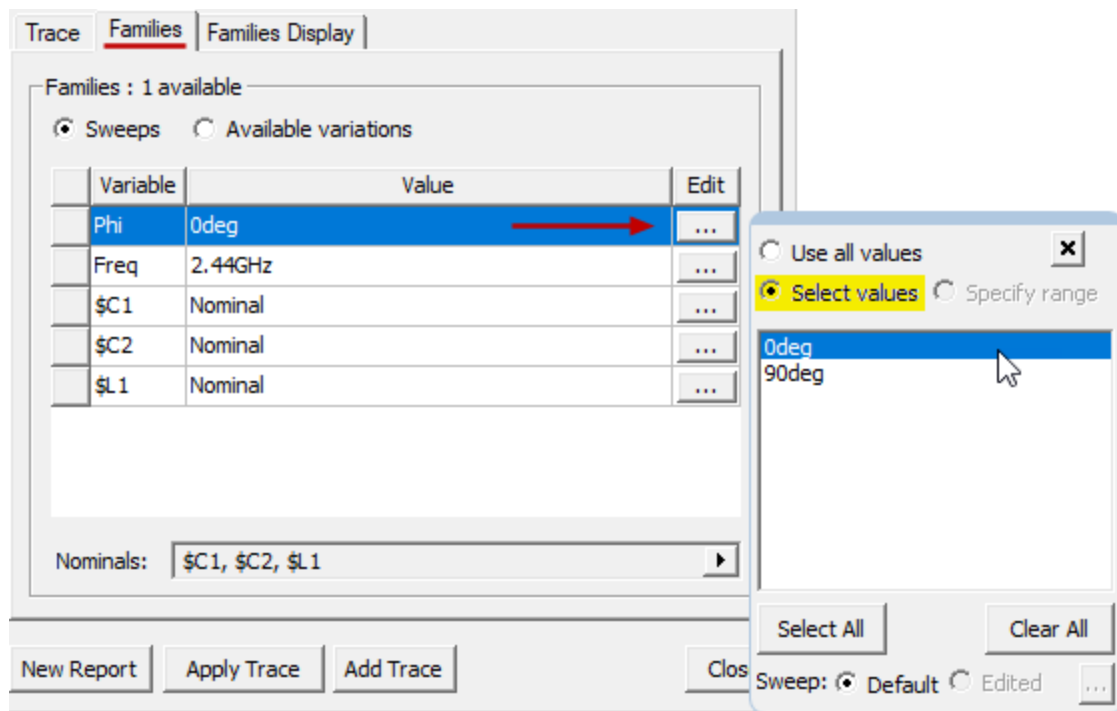 Trace Families Families Display
Families : 1 available
Sweeps Available variations
Variable Value Edit
Phi 0deg ...
Freq 2.44GHz ...
$C1 Nominal ...
$C2 Nominal ...
$L1 Nominal ...
Nominals: $C1, $C2, $L1
New Report Apply Trace Add Trace Clos
Use all values
Select values Specify range
0deg
90deg
Select All Clear All
Sweep: Default Edited ...